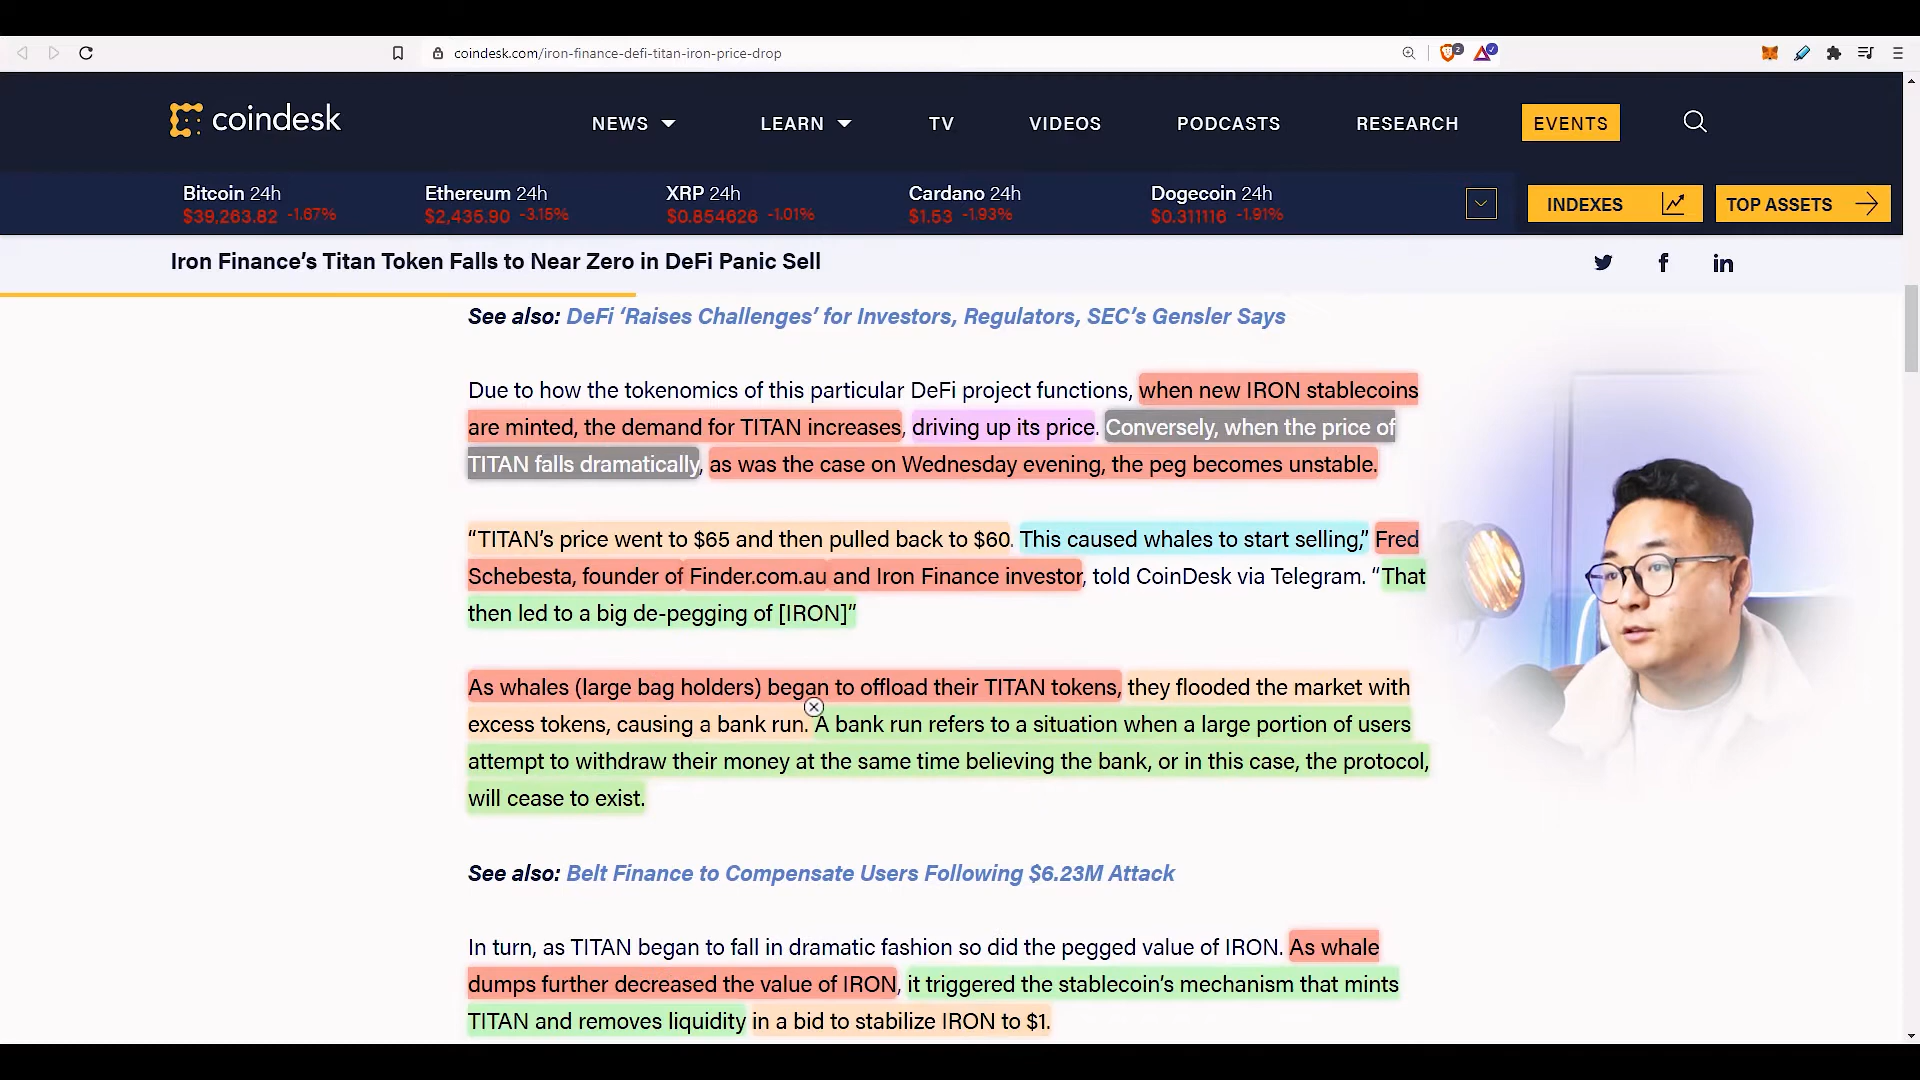 coindesk.com/iron-finance-defi-titan-iron-price-drop
2
coindesk
NEWS
LEARN
TV
VIDEOS
PODCASTS
RESEARCH
EVENTS
Bitcoin 24h
$39,263.82 -1.67%
Ethereum 24h
$2,435.90 -3.15%
XRP 24h
$0.854626 -1.01%
Cardano 24h
$1.53 -1.93%
Dogecoin 24h
$0.311116 -1.91%
INDEXES
TOP ASSETS
Iron Finance’s Titan Token Falls to Near Zero in DeFi Panic Sell
See also: DeFi ‘Raises Challenges’ for Investors, Regulators, SEC’s Gensler Says
Due to how the tokenomics of this particular DeFi project functions, when new IRON stablecoins
are minted, the demand for TITAN increases, driving up its price. Conversely, when the price of
TITAN falls dramatically, as was the case on Wednesday evening, the peg becomes unstable.
“TITAN’s price went to $65 and then pulled back to $60. This caused whales to start selling,” Fred
Schebesta, founder of Finder.com.au and Iron Finance investor, told CoinDesk via Telegram. “That
then led to a big de-pegging of [IRON]”
As whales (large bag holders) began to offload their TITAN tokens, they flooded the market with
excess tokens, causing a bank run. A bank run refers to a situation when a large portion of users
attempt to withdraw their money at the same time believing the bank, or in this case, the protocol,
will cease to exist.
See also: Belt Finance to Compensate Users Following $6.23M Attack
In turn, as TITAN began to fall in dramatic fashion so did the pegged value of IRON. As whale
dumps further decreased the value of IRON, it triggered the stablecoin’s mechanism that mints
TITAN and removes liquidity in a bid to stabilize IRON to $1.